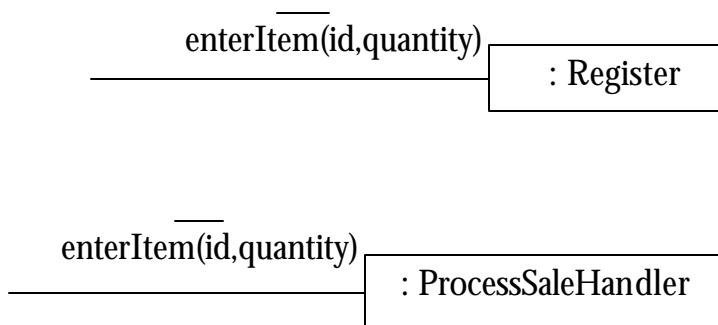 enterItem(id,quantity)
: Register
enterItem(id,quantity)
: ProcessSaleHandler